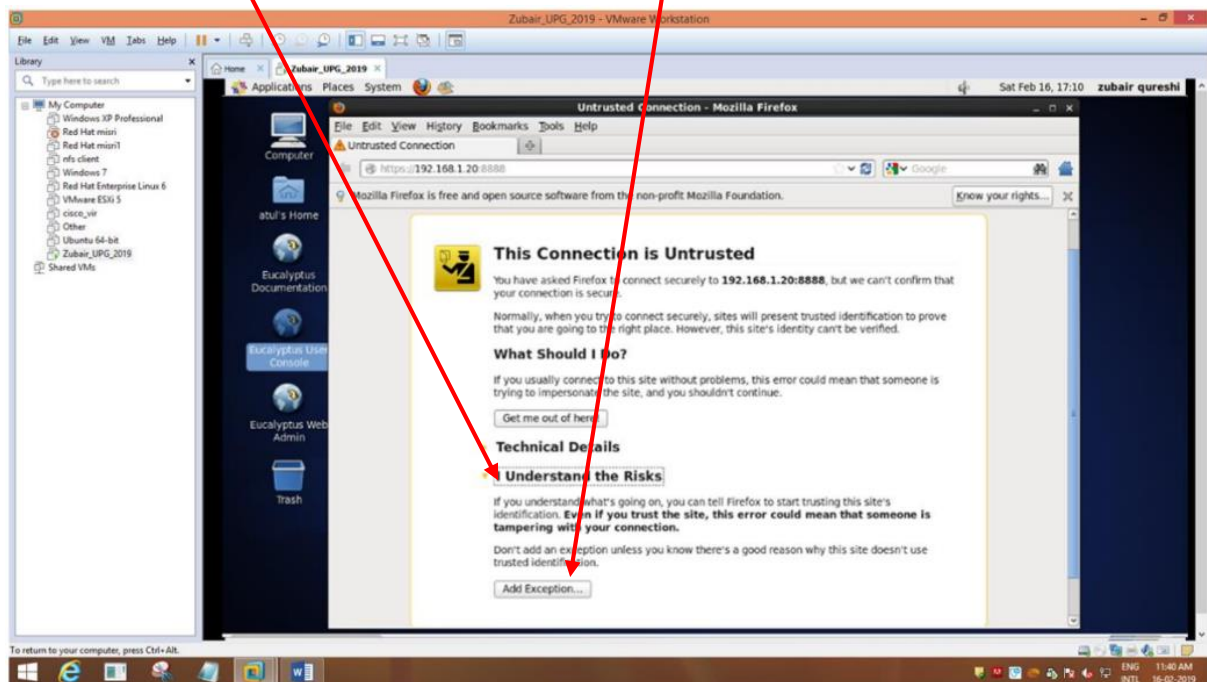 Zubair_UPG_2019 - VMware Workstation
File Edit View VM Tabs Help
Library
Type here to search
My Computer
Windows XP Professional
Red Hat misri
Red Hat misri1
nfs client
Windows 7
Red Hat Enterprise Linux 6
VMware ESXi 5
cisco_vir
Other
Ubuntu 64-bit
Zubair_UPG_2019
Shared VMs
Home
Zubair_UPG_2019
Applications Places System
Sat Feb 16, 17:10 zubair qureshi
Computer
atul's Home
Eucalyptus
Documentation
Eucalyptus User
Console
Eucalyptus Web
Admin
Trash
Untrusted Connection - Mozilla Firefox
File Edit View History Bookmarks Tools Help
Untrusted Connection
https://192.168.1.20:8888
Google
Mozilla Firefox is free and open source software from the non-profit Mozilla Foundation.
Know your rights...
This Connection is Untrusted
You have asked Firefox to connect securely to 192.168.1.20:8888, but we can't confirm that
your connection is secure.
Normally, when you try to connect securely, sites will present trusted identification to prove
that you are going to the right place. However, this site's identity can't be verified.
What Should I Do?
If you usually connect to this site without problems, this error could mean that someone is
trying to impersonate the site, and you shouldn't continue.
Get me out of here!
Technical Details
I Understand the Risks
If you understand what's going on, you can tell Firefox to start trusting this site's
identification. Even if you trust the site, this error could mean that someone is
tampering with your connection.
Don't add an exception unless you know there's a good reason why this site doesn't use
trusted identification.
Add Exception...
To return to your computer, press Ctrl+Alt.
ENG 11:40 AM
INTL 16-02-2019